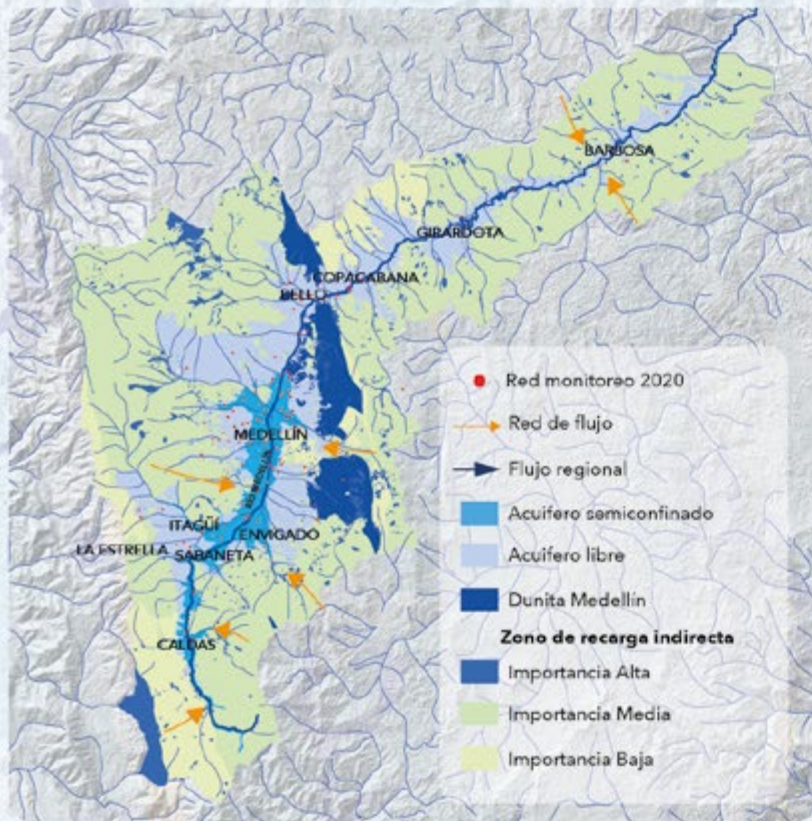 BARBOSA
GIRARDOTA
COPACABANA
BELLO
MEDELLÍN
ITAGÜÍ
ENVIGADO
LA ESTRELLA
SABANETA
CALDAS
Red monitoreo 2020
Red de flujo
Flujo regional
Acuífero semiconfinado
Acuífero libre
Dunita Medellín
Zono de recarga indirecta
Importancia Alta
Importancia Media
Importancia Baja